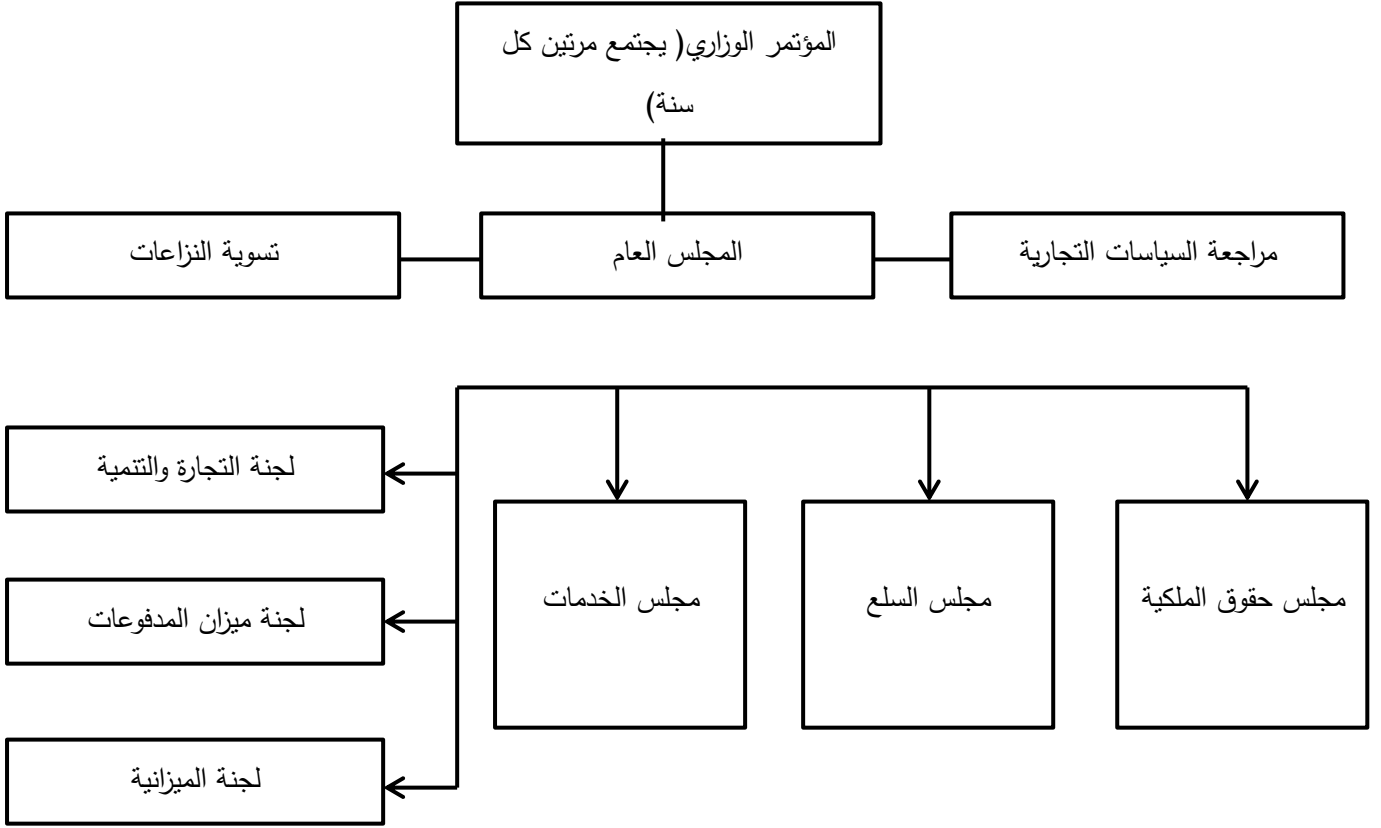 المؤتمر الوزاري( يجتمع مرتين كل
سنة)
مراجعة السياسات التجارية
المجلس العام
تسوية النزاعات
مجلس حقوق الملكية
مجلس السلع
مجلس الخدمات
لجنة التجارة والتنمية
لجنة ميزان المدفوعات
لجنة الميزانية